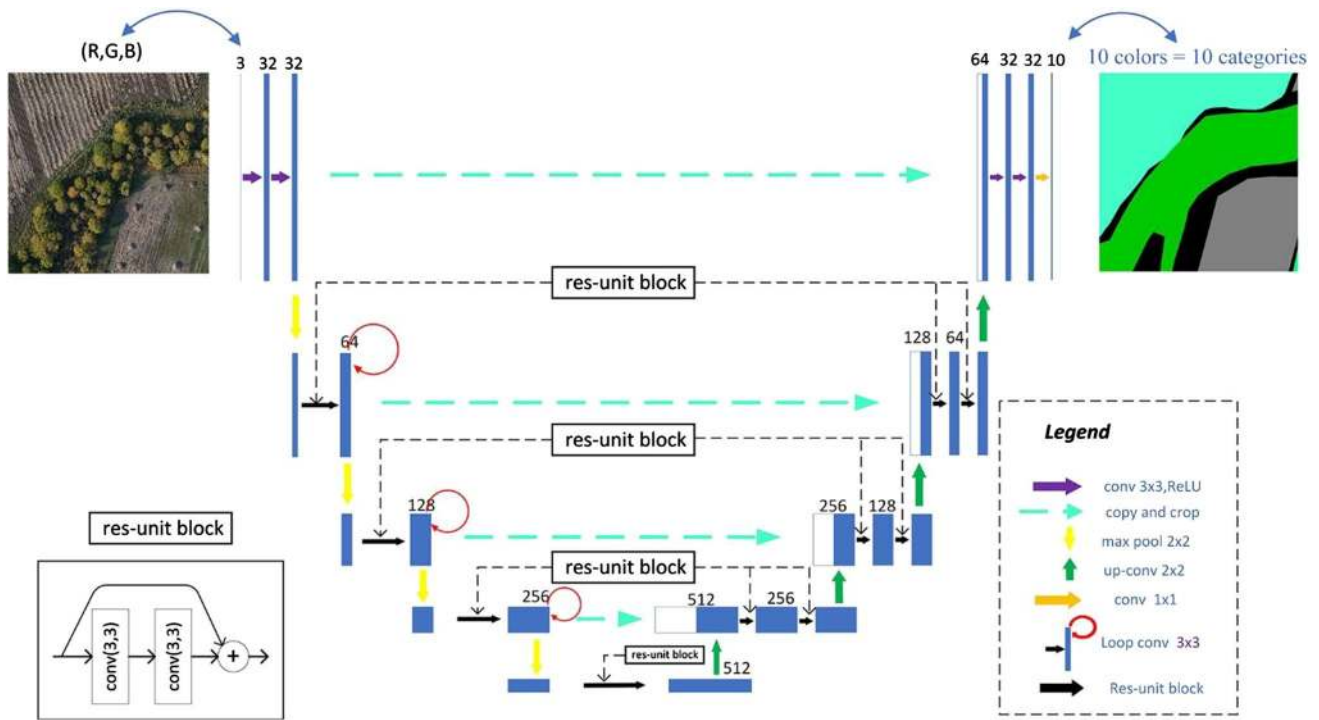 (R,G,B)
3 32 32
64 32 32 10
10 colors = 10 categories
res-unit block
64
128 64
res-unit block
128
256 128
res-unit block
256
512 256
res-unit block
512
res-unit block
conv(3,3)
conv(3,3)
+
Legend
conv 3x3,ReLU
copy and crop
max pool 2x2
up-conv 2x2
conv 1x1
Loop conv 3x3
Res-unit block